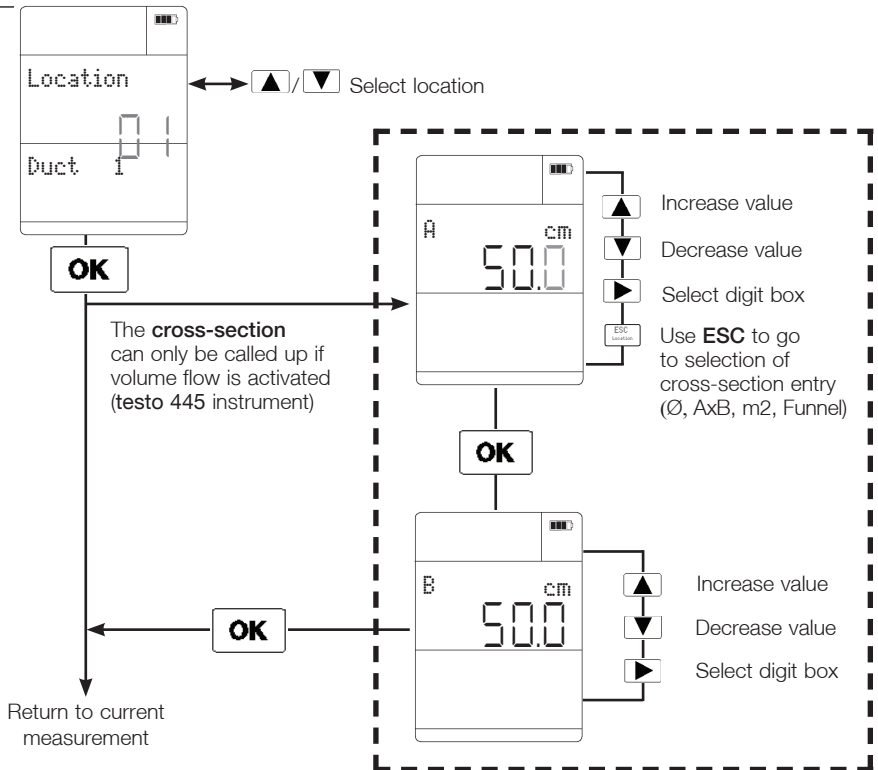 Location
01
Duct 1
▲/▼ Select location
OK
The cross-section
can only be called up if
volume flow is activated
(testo 445 instrument)
A cm
50.0
▲ Increase value
▼ Decrease value
▶ Select digit box
ESC Location
Use ESC to go
to selection of
cross-section entry
(Ø, AxB, m2, Funnel)
OK
B cm
50.0
▲ Increase value
▼ Decrease value
▶ Select digit box
OK
Return to current
measurement